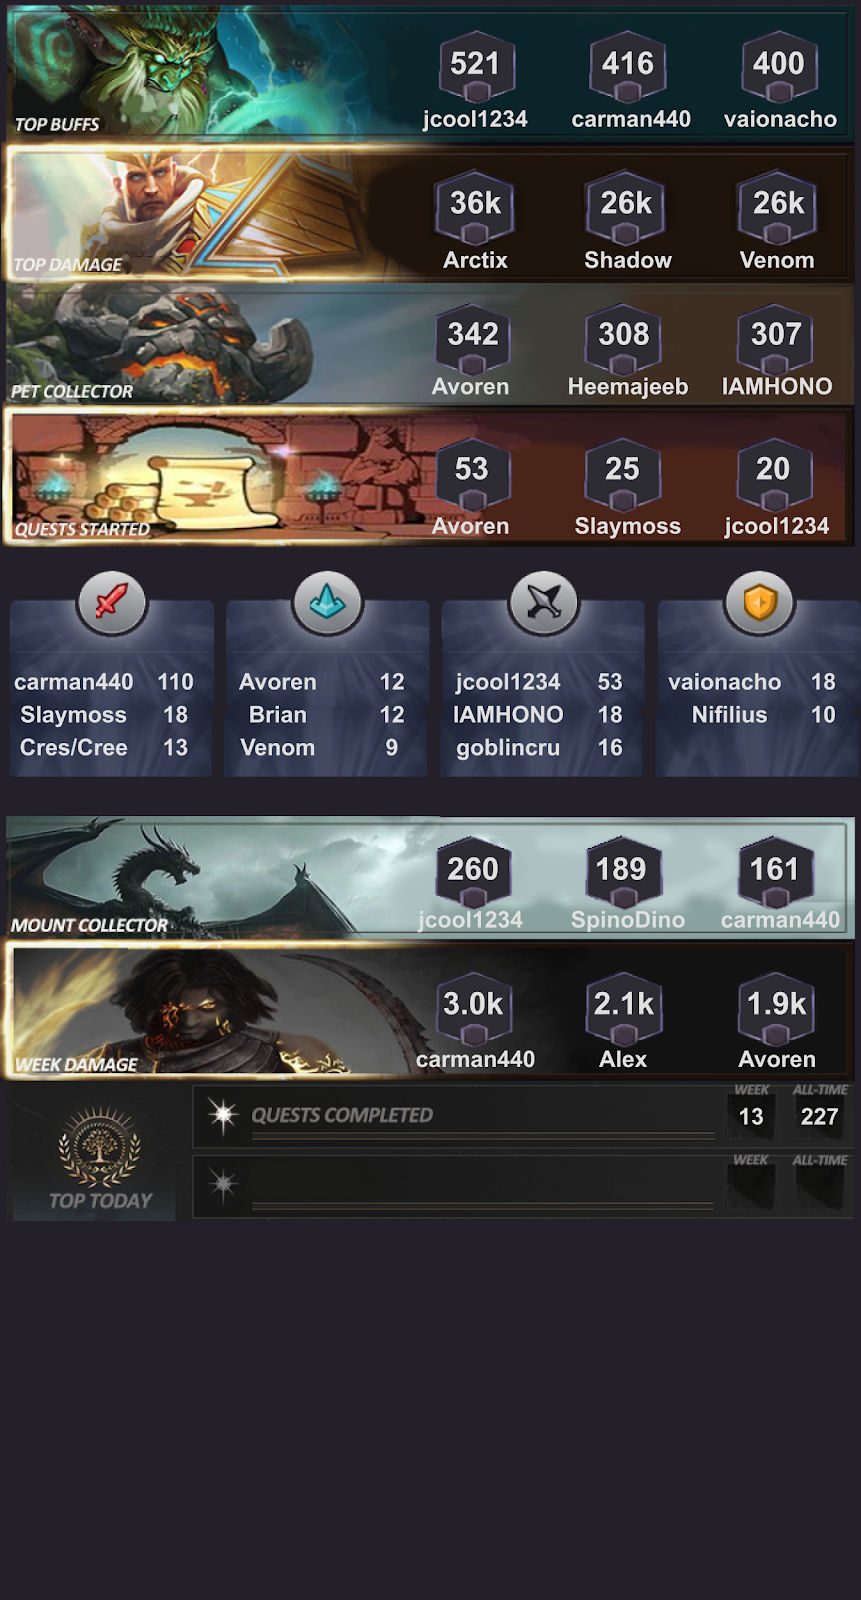 521 416 400
jcool1234 carman440 vaionacho
TOP BUFFS
36k 26k 26k
Arctix Shadow Venom
TOP DAMAGE
342 308 307
Avoren Heemajeeb IAMHONO
PET COLLECTOR
53 25 20
Avoren Slaymoss jcool1234
QUESTS STARTED
carman440 110
Slaymoss 18
Cres/Cree 13
Avoren 12
Brian 12
Venom 9
jcool1234 53
IAMHONO 18
goblincru 16
vaionacho 18
Nifilius 10
260 189 161
jcool1234 SpinoDino carman440
MOUNT COLLECTOR
3.0k 2.1k 1.9k
carman440 Alex Avoren
WEEK DAMAGE
WEEK ALL-TIME
QUESTS COMPLETED 13 227
WEEK ALL-TIME
TOP TODAY